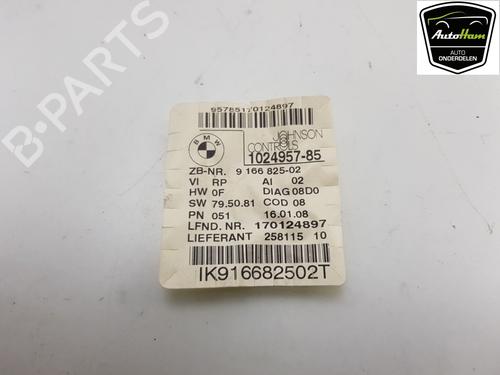 AutoHam
AUTO
ONDERDELEN
B-PARTS
95785170124897
BMW
JOHNSON
CONTROLS
1024957-85
ZB-NR. 9 166 825-02
VI RP AI 02
HW 0F DIAG 08D0
SW 79.50.81 COD 08
PN 051 16.01.08
LFND. NR. 170124897
LIEFERANT 258115 10
IK916682502T